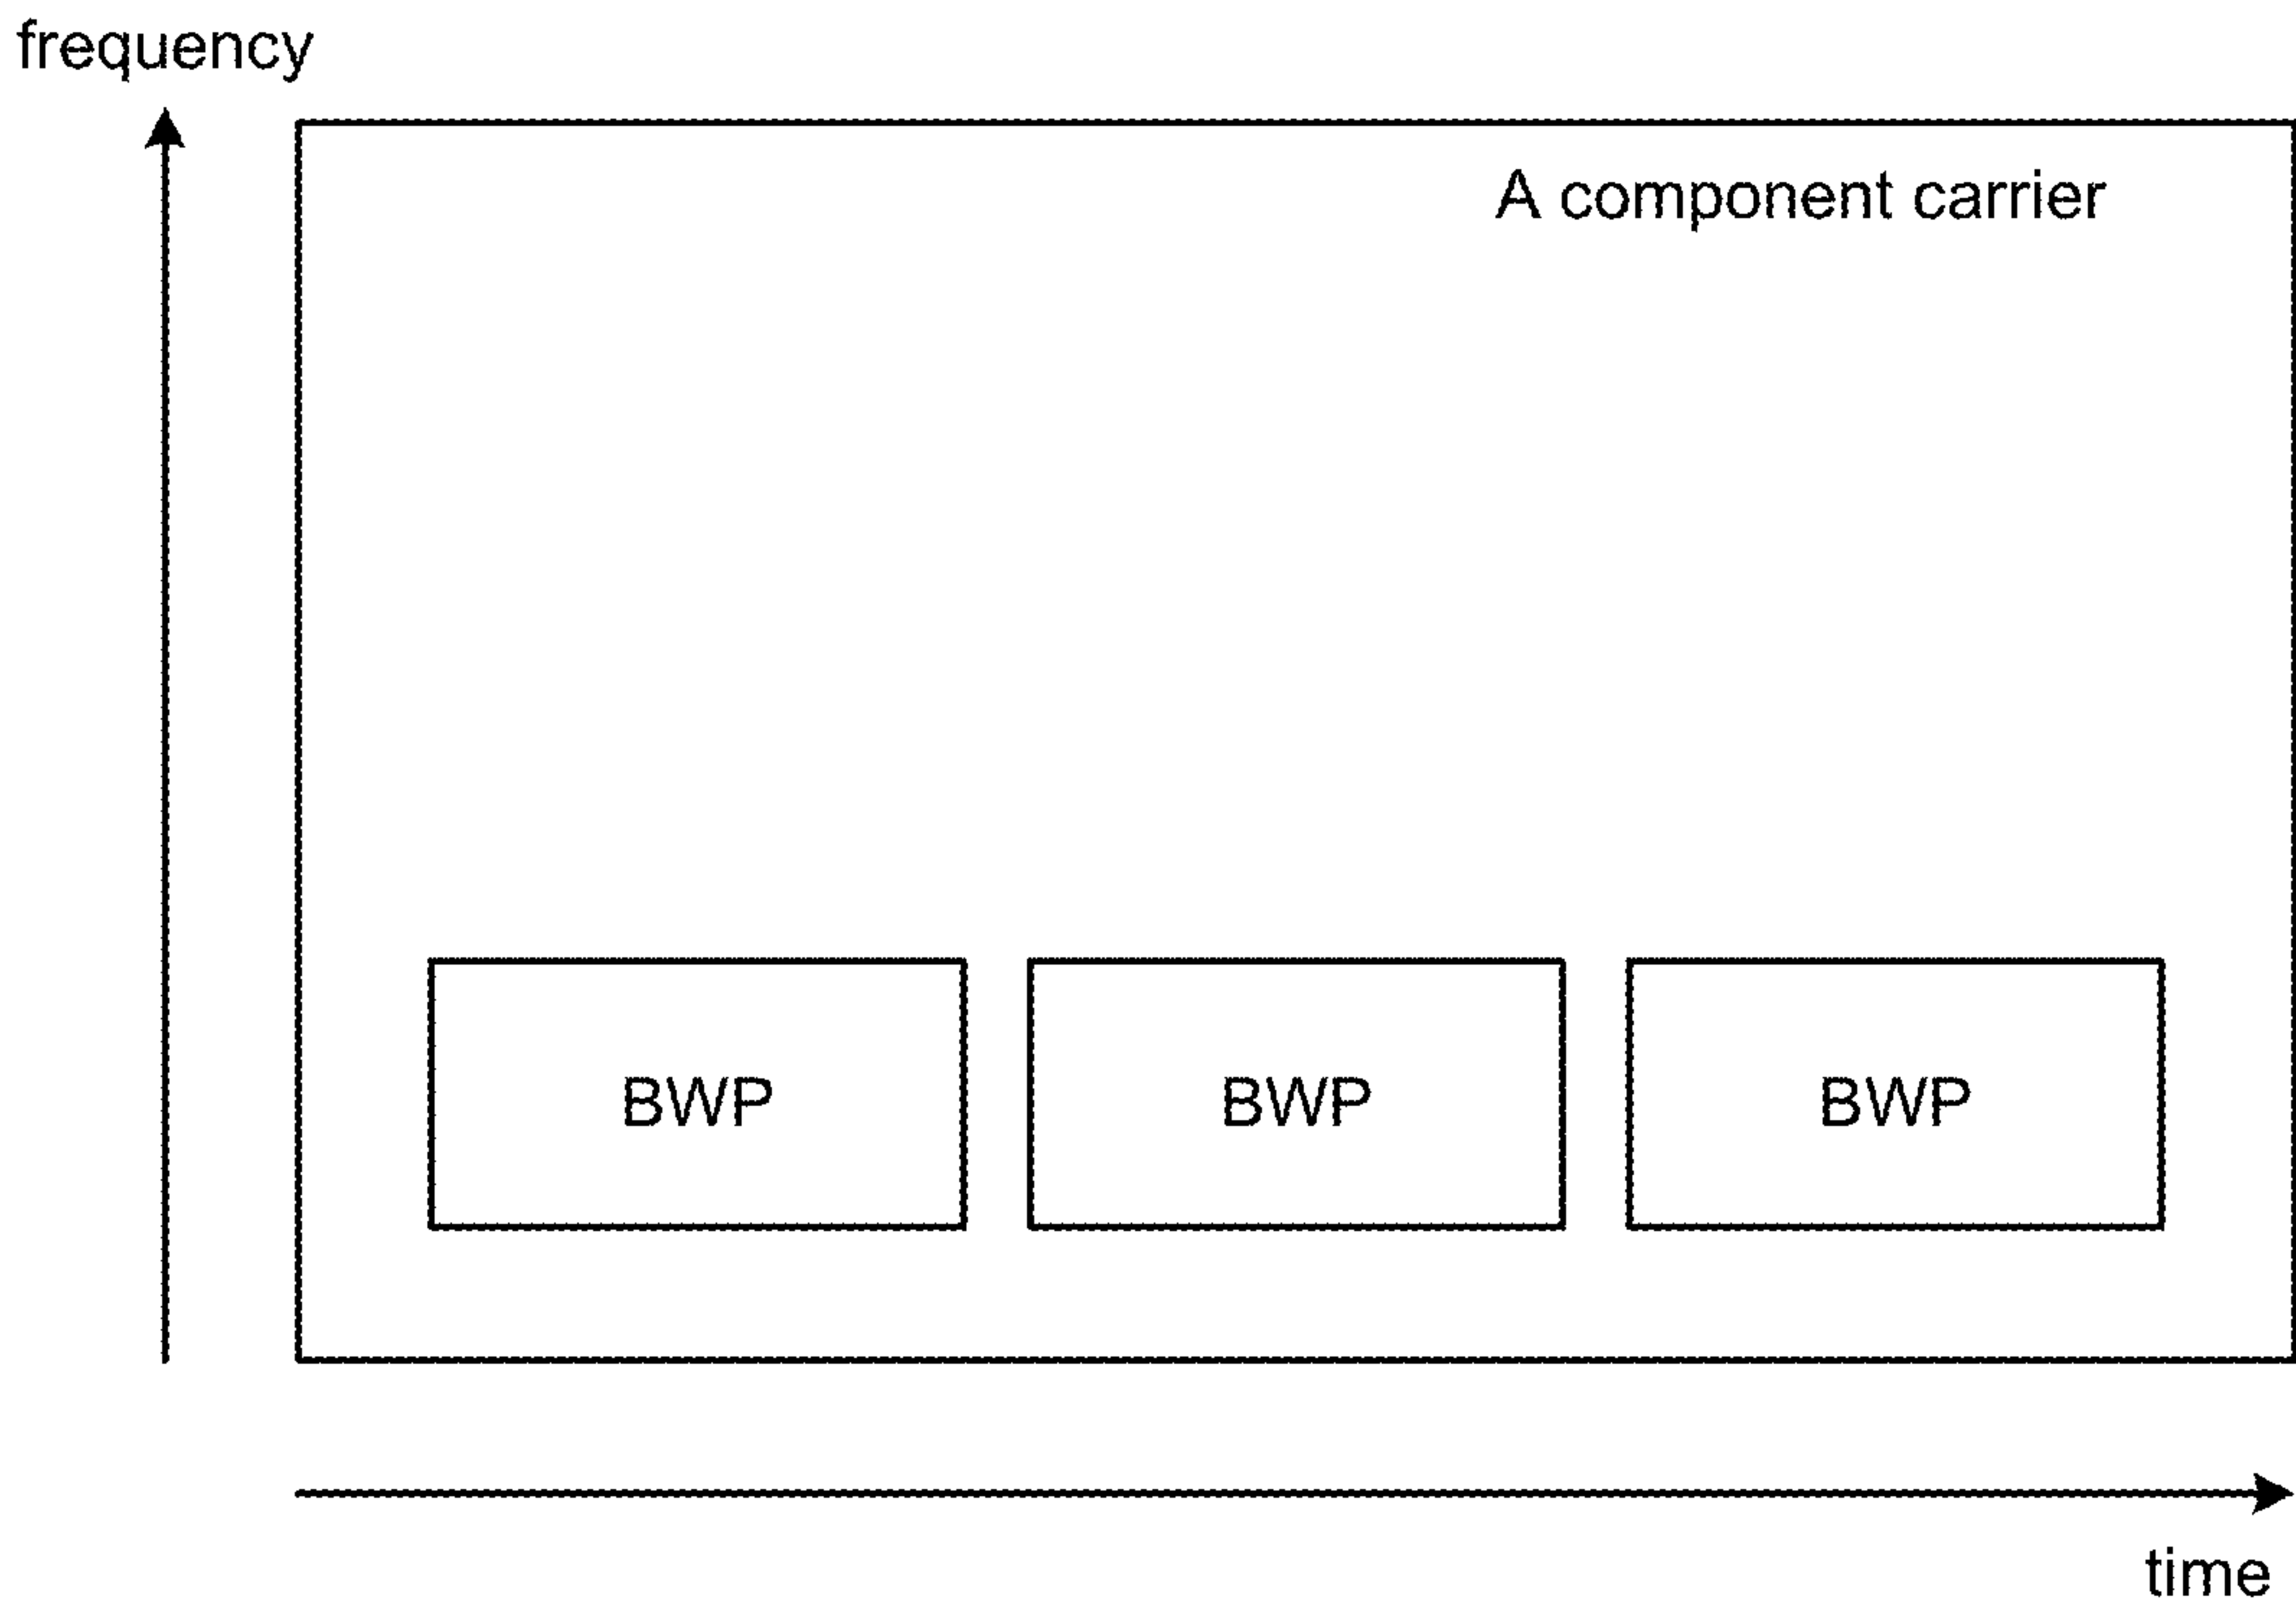 frequency
A component carrier
BWP
BWP
BWP
time